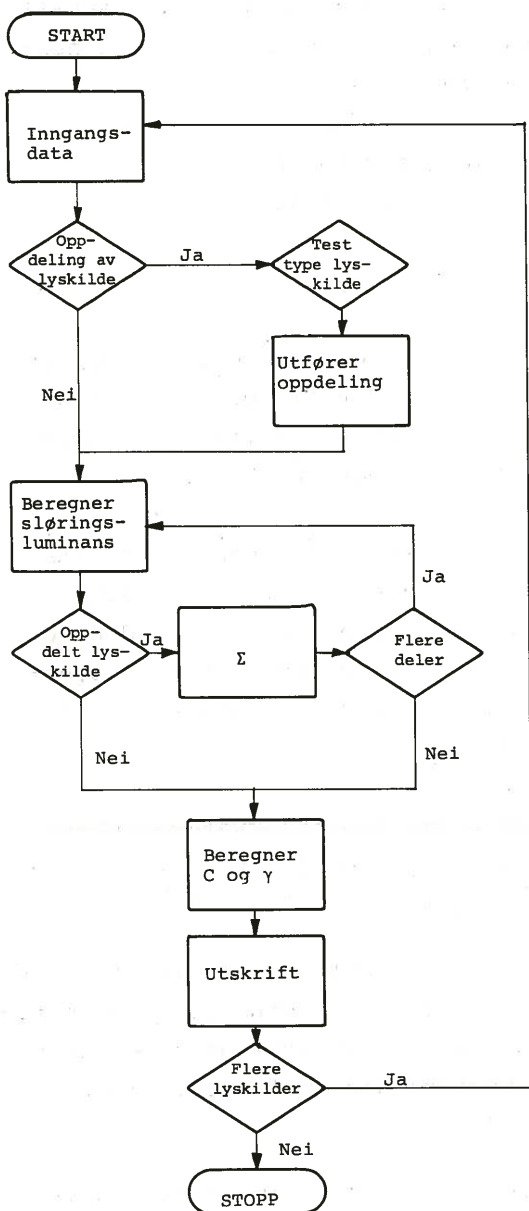 START
Inngangs-
data
Opp-
deling av
lyskilde
Ja
Test
type lys-
kilde
Utfører
oppdeling
Nei
Beregner
slørings-
luminans
Ja
Opp-
delt lys-
kilde
Ja
Σ
Flere
deler
Nei
Nei
Beregner
C og γ
Utskrift
Flere
lyskilder
Ja
Nei
STOPP